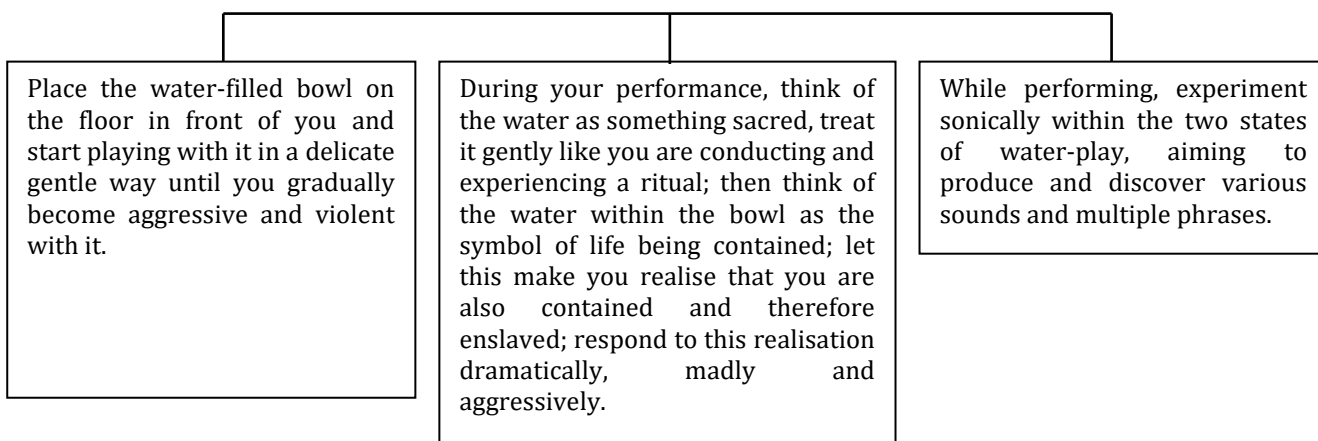 Place the water-filled bowl on
the floor in front of you and
start playing with it in a delicate
gentle way until you gradually
become aggressive and violent
with it.
During your performance, think of
the water as something sacred, treat
it gently like you are conducting and
experiencing a ritual; then think of
the water within the bowl as the
symbol of life being contained; let
this make you realise that you are
also contained and therefore
enslaved; respond to this realisation
dramatically, madly and
aggressively.
While performing, experiment
sonically within the two states
of water-play, aiming to
produce and discover various
sounds and multiple phrases.